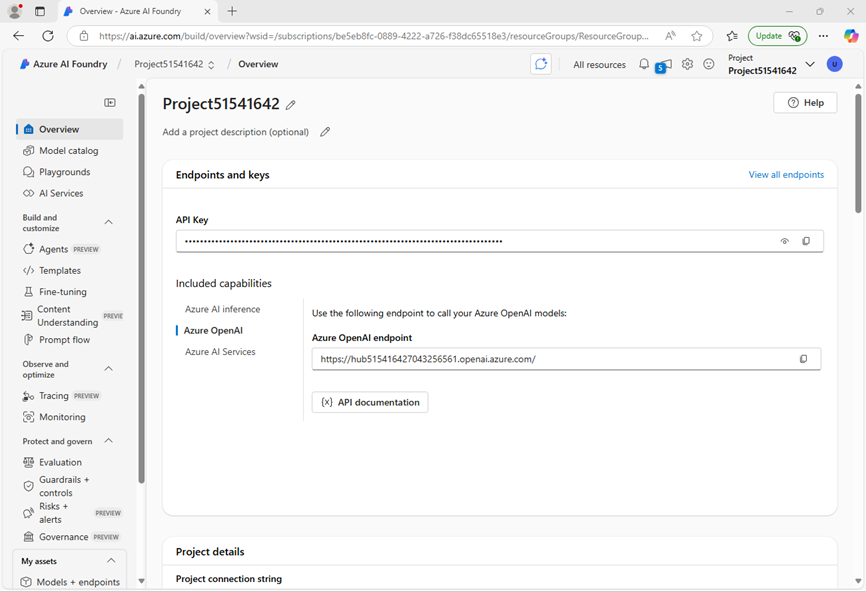 Overview - Azure AI Foundry
https://ai.azure.com/build/overview?wsid=/subscriptions/be5eb8fc-0889-4222-a726-f38dc65518e3/resourceGroups/ResourceGroup...
Update
Azure AI Foundry / Project51541642 / Overview
All resources
5
Project
Project51541642
U
Overview
Model catalog
Playgrounds
AI Services
Build and
customize
Agents PREVIEW
Templates
Fine-tuning
Content
Understanding PREVIE
Prompt flow
Observe and
optimize
Tracing PREVIEW
Monitoring
Protect and govern
Evaluation
Guardrails +
controls
Risks +
alerts PREVIEW
Governance PREVIEW
My assets
Models + endpoints
Project51541642
Help
Add a project description (optional)
Endpoints and keys
View all endpoints
API Key
Included capabilities
Azure AI inference
Azure OpenAI
Azure AI Services
Use the following endpoint to call your Azure OpenAI models:
Azure OpenAI endpoint
https://hub515416427043256561.openai.azure.com/
{x} API documentation
Project details
Project connection string